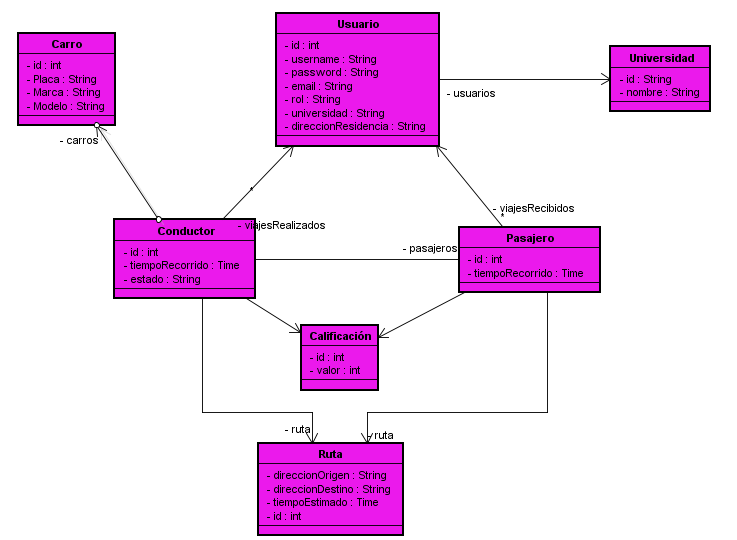 Carro
- id : int
- Placa : String
- Marca : String
- Modelo : String
Usuario
- id : int
- username : String
- password : String
- email : String
- rol : String
- universidad : String
- direccionResidencia : String
Universidad
- id : String
- nombre : String
- usuarios
- carros
*
- viajesRealizados
- viajesRecibidos
*
Conductor
- id : int
- tiempoRecorrido : Time
- estado : String
- pasajeros
Pasajero
- id : int
- tiempoRecorrido : Time
Calificación
- id : int
- valor : int
- ruta
- ruta
Ruta
- direccionOrigen : String
- direccionDestino : String
- tiempoEstimado : Time
- id : int